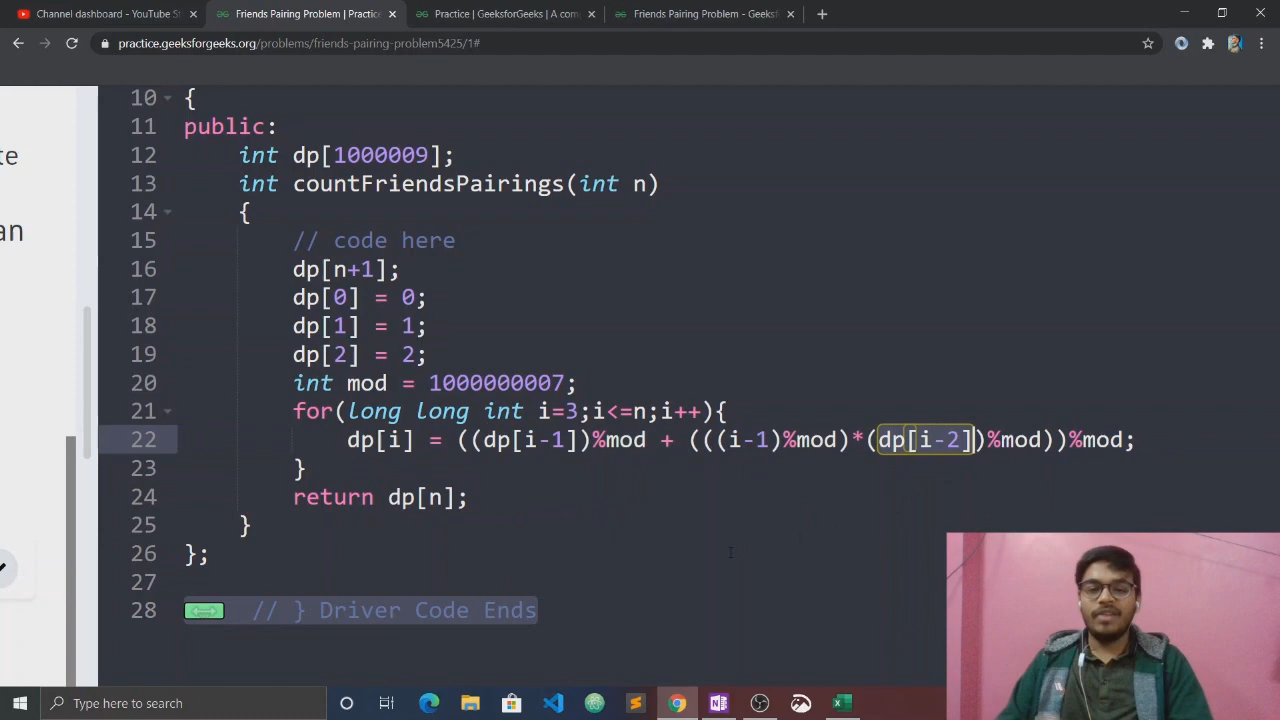 Channel dashboard - YouTube S
Friends Pairing Problem | Practice
Practice | GeeksforGeeks | A com
Friends Pairing Problem - Geeksf
practice.geeksforgeeks.org/problems/friends-pairing-problem5425/1#
te
an
10 {
11 public:
12 int dp[1000009];
13 int countFriendsPairings(int n)
14 {
15 // code here
16 dp[n+1];
17 dp[0] = 0;
18 dp[1] = 1;
19 dp[2] = 2;
20 int mod = 1000000007;
21 for(long long int i=3;i<=n;i++){
22 dp[i] = ((dp[i-1])%mod + (((i-1)%mod)*(dp[i-2])%mod))%mod;
23 }
24 return dp[n];
25 }
26 };
27
28 // } Driver Code Ends
Type here to search